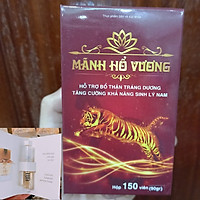 MÃNH HỔ VƯƠNG
HỖ TRỢ BỔ THẬN TRÁNG DƯƠNG
TĂNG CƯỜNG KHẢ NĂNG SINH LÝ NAM
Hộp 150 viên (60gr)